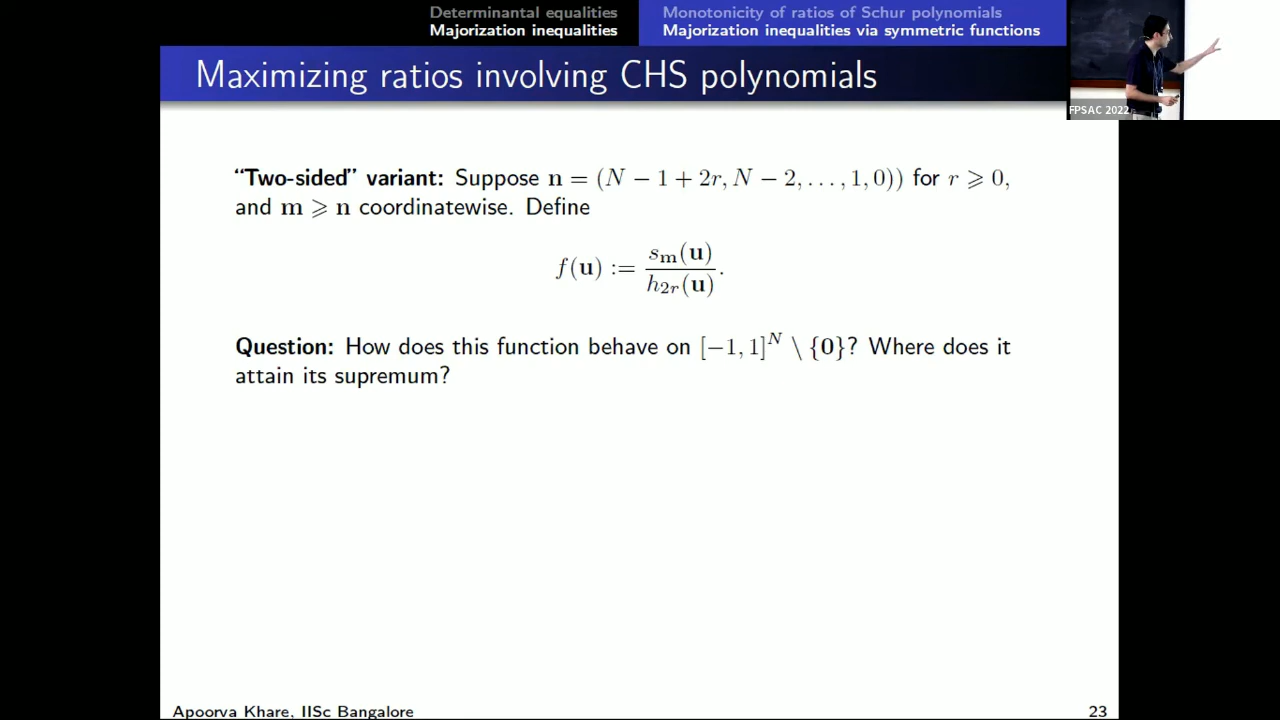 Determinantal equalities
Majorization inequalities
Monotonicity of ratios of Schur polynomials
Majorization inequalities via symmetric functions
FPSAC 2022
Maximizing ratios involving CHS polynomials
“Two-sided” variant: Suppose n = (N − 1 + 2r, N − 2, . . . , 1, 0)) for r ⩾ 0,
and m ⩾ n coordinatewise. Define
f(u) := s_m(u) / h_{2r}(u).
Question: How does this function behave on [−1, 1]^N \ {0}? Where does it
attain its supremum?
Apoorva Khare, IISc Bangalore
23